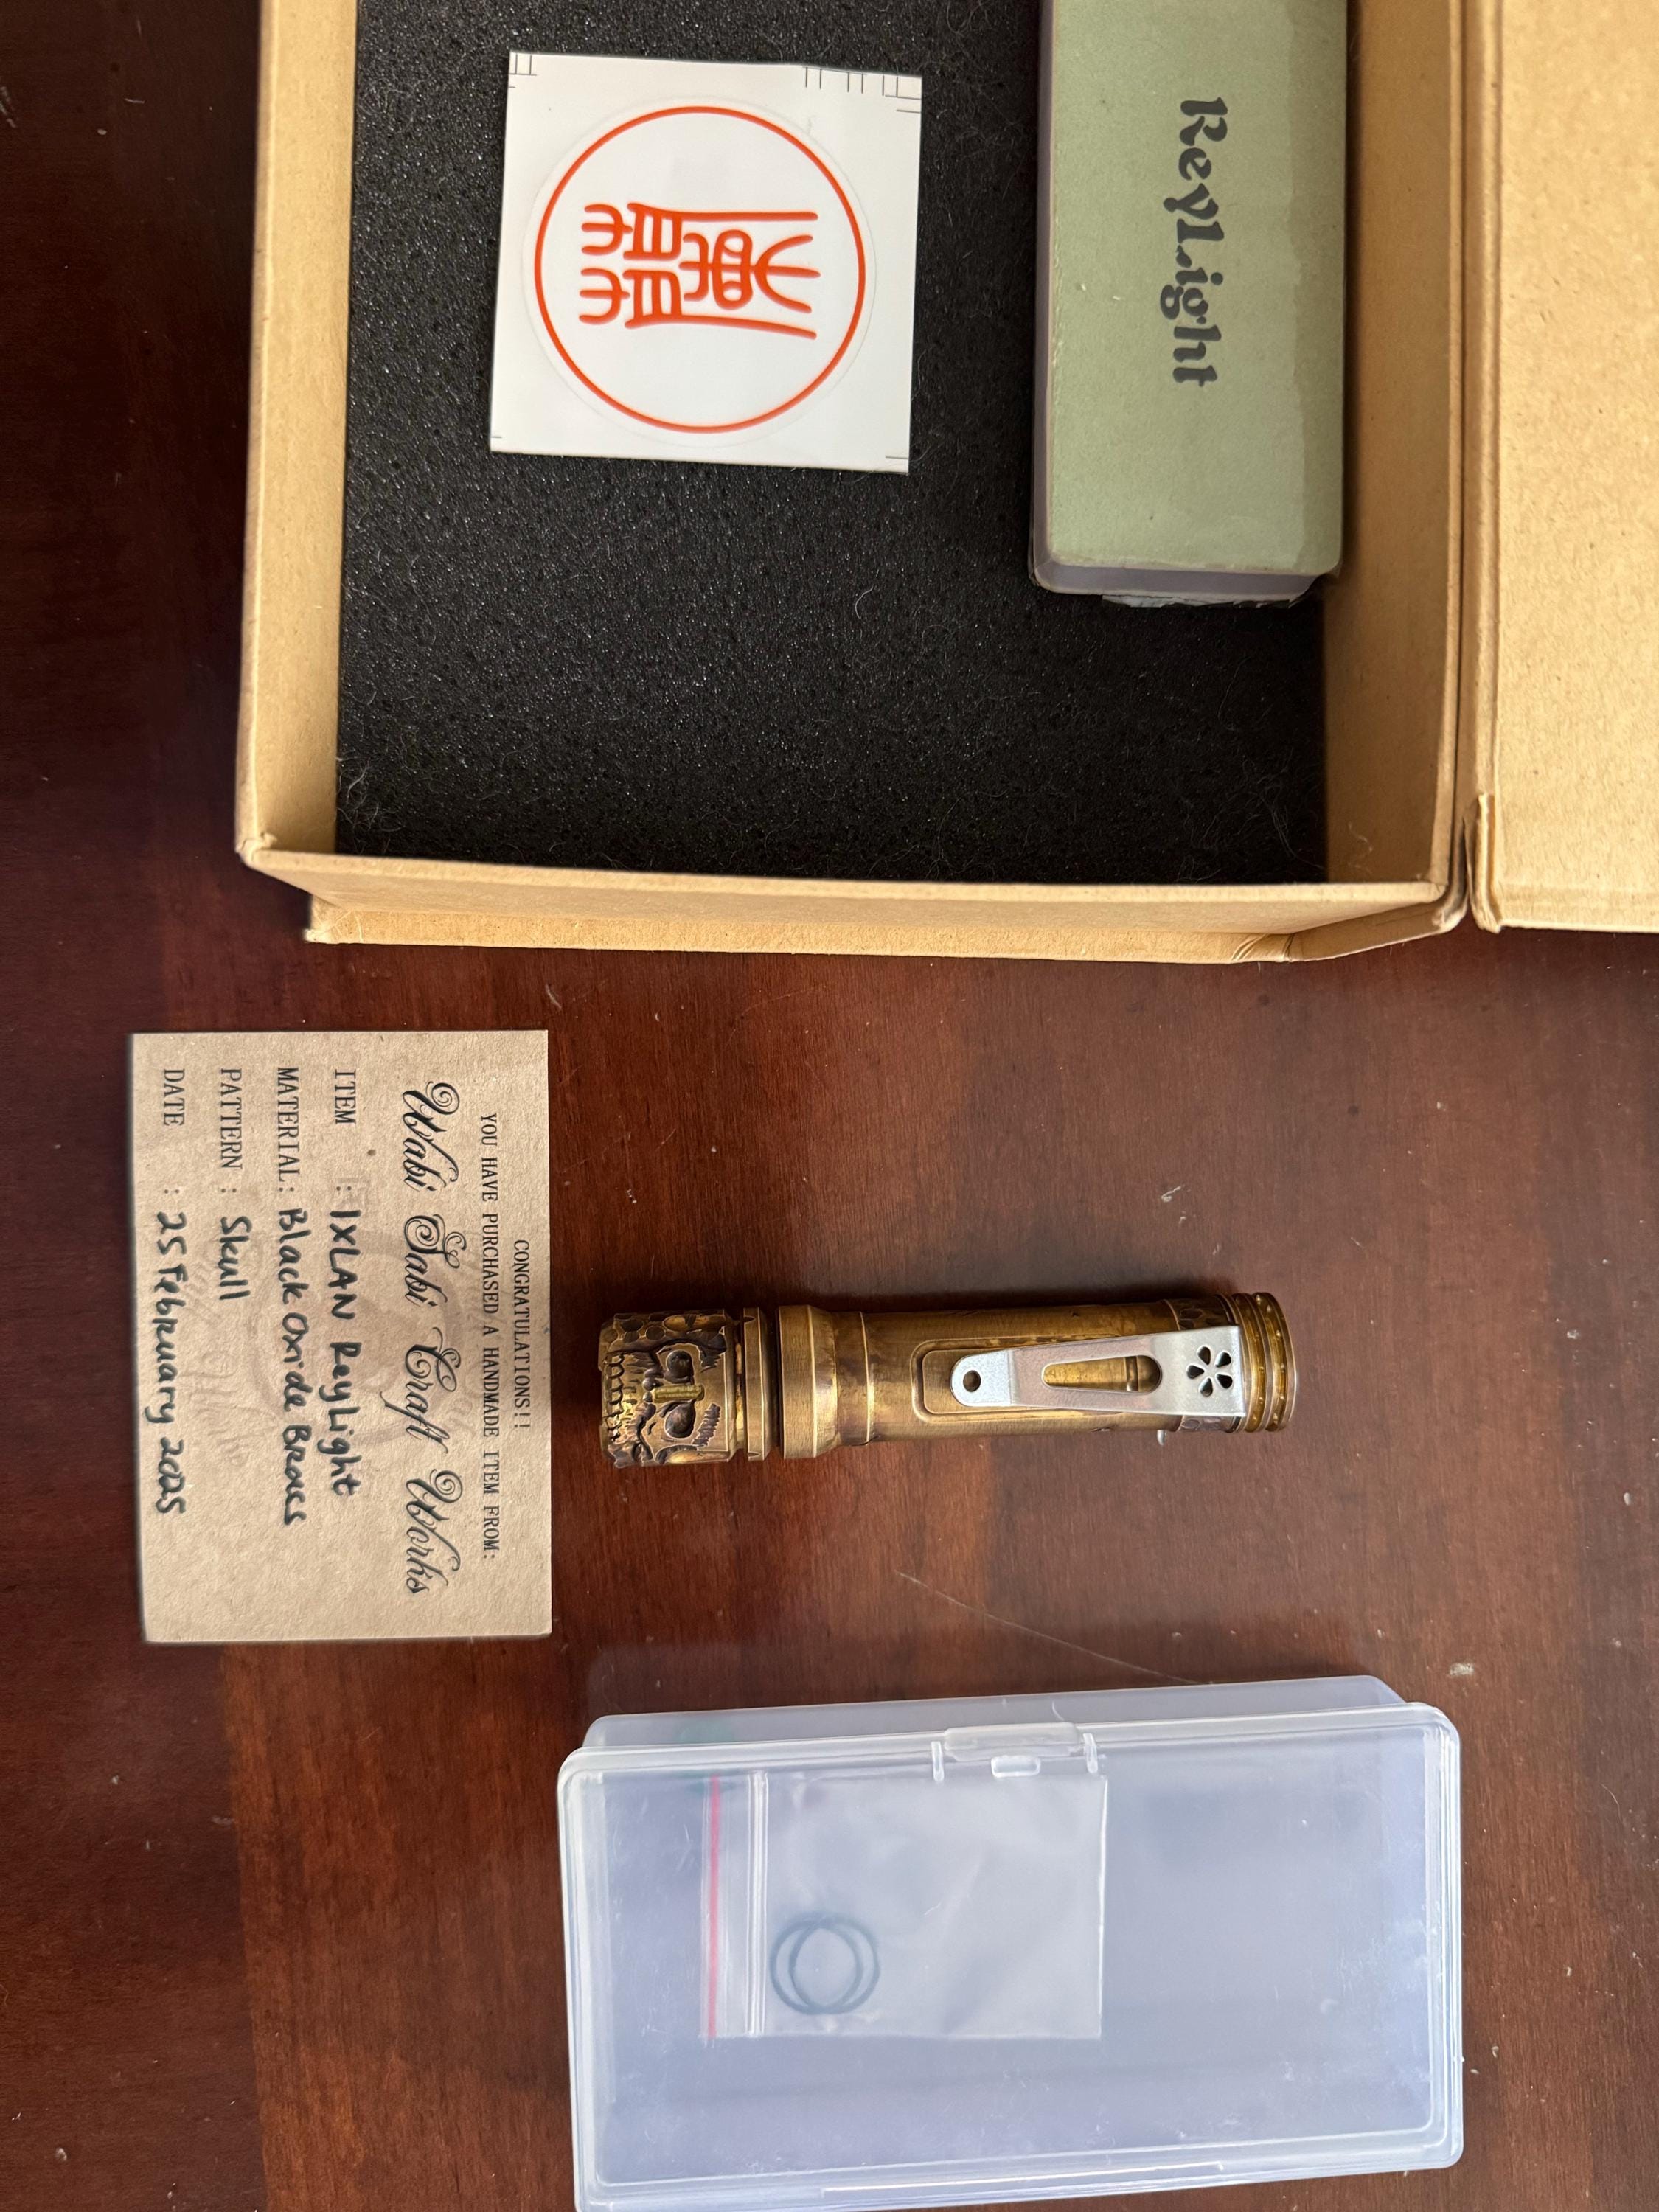 ReyLight
CONGRATULATIONS!!
YOU HAVE PURCHASED A HANDMADE ITEM FROM:
Wabi Sabi Craft Works
ITEM : 1XLAN RayLight
MATERIAL: Black Oxide Brass
PATTERN : Skull
DATE : 25 February 2025